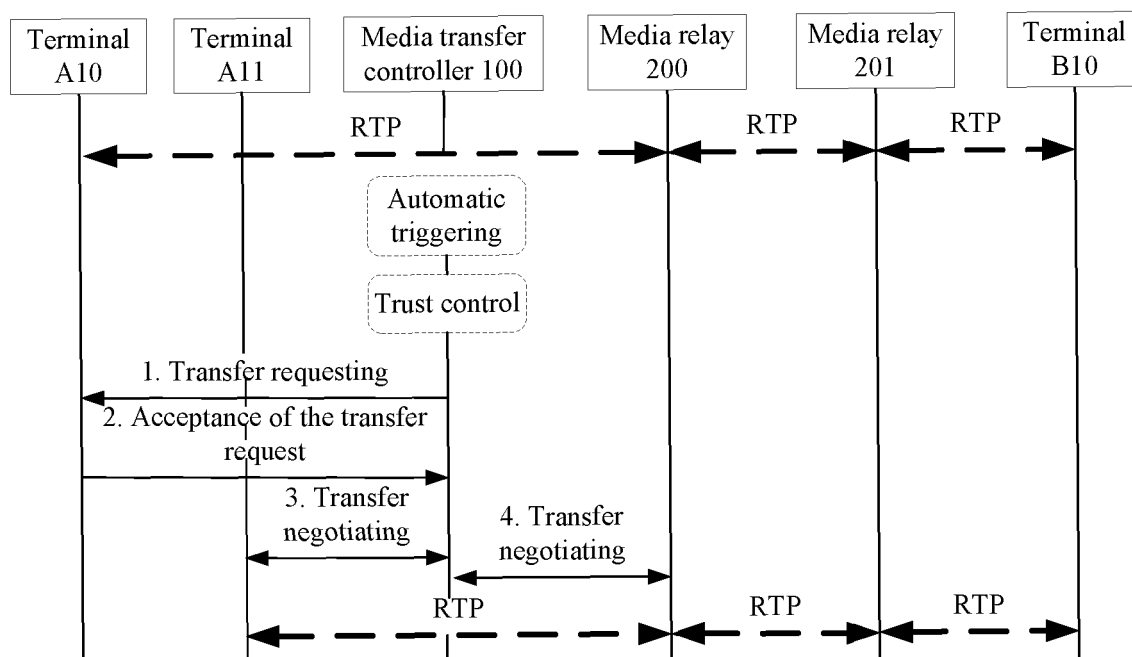 Terminal
A10
Terminal
A11
Media transfer
controller 100
Media relay
200
Media relay
201
Terminal
B10
RTP
RTP
RTP
Automatic
triggering
Trust control
1. Transfer requesting
2. Acceptance of the transfer
request
3. Transfer
negotiating
4. Transfer
negotiating
RTP
RTP
RTP